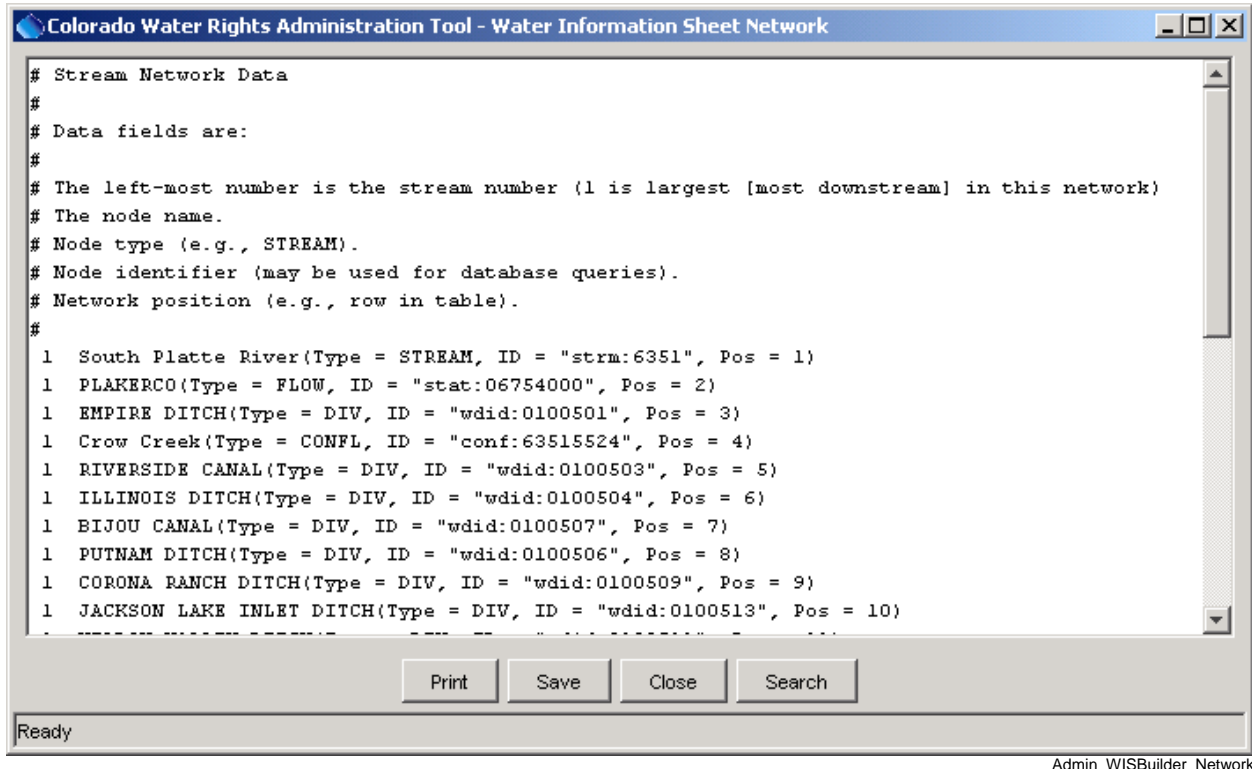 Colorado Water Rights Administration Tool - Water Information Sheet Network
# Stream Network Data
#
# Data fields are:
#
# The left-most number is the stream number (1 is largest [most downstream] in this network)
# The node name.
# Node type (e.g., STREAM).
# Node identifier (may be used for database queries).
# Network position (e.g., row in table).
#
1 South Platte River(Type = STREAM, ID = "strm:6351", Pos = 1)
1 PLAKERCO(Type = FLOW, ID = "stat:06754000", Pos = 2)
1 EMPIRE DITCH(Type = DIV, ID = "wdid:0100501", Pos = 3)
1 Crow Creek(Type = CONFL, ID = "conf:63515524", Pos = 4)
1 RIVERSIDE CANAL(Type = DIV, ID = "wdid:0100503", Pos = 5)
1 ILLINOIS DITCH(Type = DIV, ID = "wdid:0100504", Pos = 6)
1 BIJOU CANAL(Type = DIV, ID = "wdid:0100507", Pos = 7)
1 PUTNAM DITCH(Type = DIV, ID = "wdid:0100506", Pos = 8)
1 CORONA RANCH DITCH(Type = DIV, ID = "wdid:0100509", Pos = 9)
1 JACKSON LAKE INLET DITCH(Type = DIV, ID = "wdid:0100513", Pos = 10)
Print Save Close Search
Ready
Admin_WISBuilder_Network